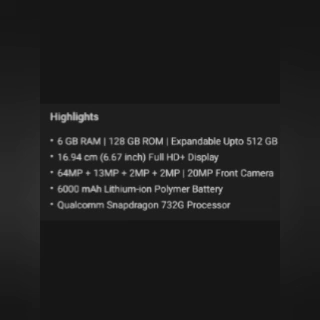 Highlights
• 6 GB RAM | 128 GB ROM | Expandable Upto 512 GB
• 16.94 cm (6.67 inch) Full HD+ Display
• 64MP + 13MP + 2MP + 2MP | 20MP Front Camera
• 6000 mAh Lithium-ion Polymer Battery
• Qualcomm Snapdragon 732G Processor